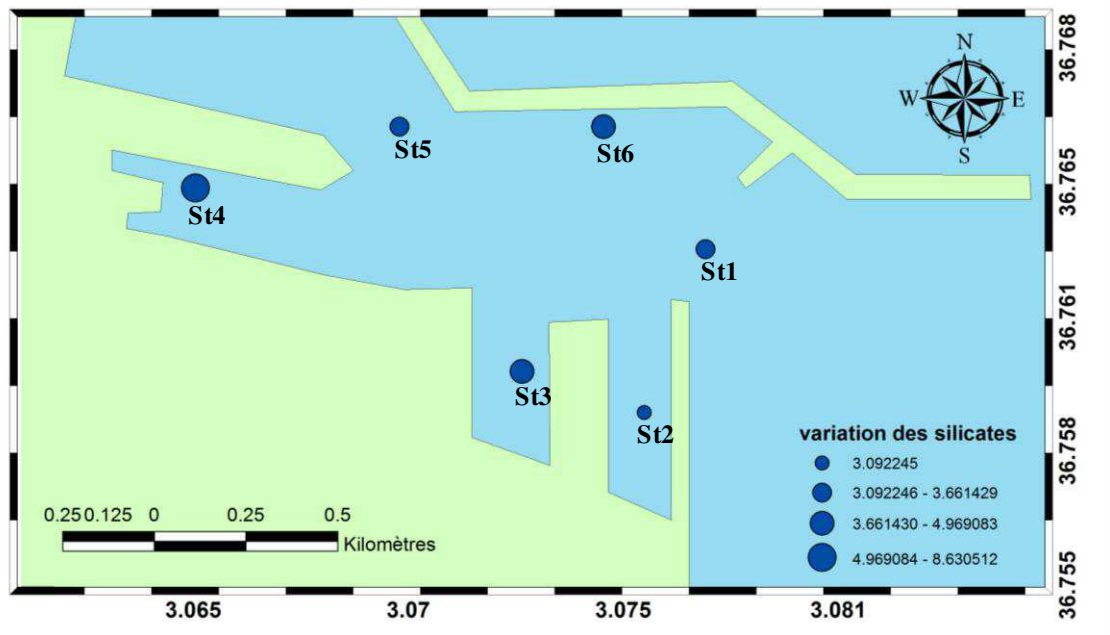 N
W E
S
St5
St6
St4
St1
St3
St2
variation des silicates
3.092245
3.092246 - 3.661429
3.661430 - 4.969083
4.969084 - 8.630512
0.25 0.125 0 0.25 0.5
Kilomètres
3.065 3.07 3.075 3.081
36.768
36.765
36.761
36.758
36.755